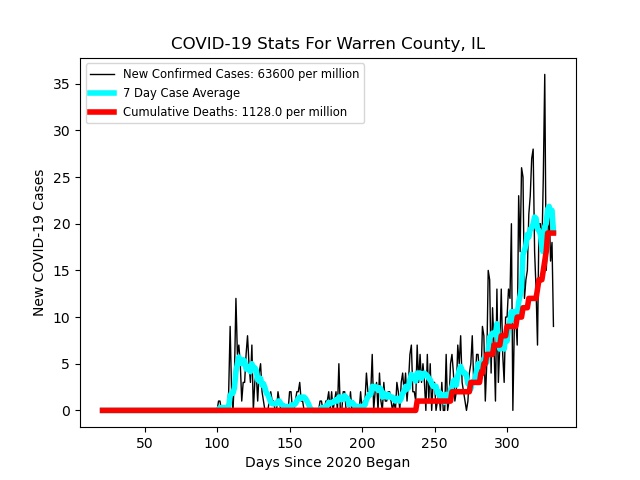 COVID-19 Stats For Warren County, IL
New Confirmed Cases: 63600 per million
7 Day Case Average
Cumulative Deaths: 1128.0 per million
New COVID-19 Cases
35
30
25
20
15
10
5
0
50
100
150
200
250
300
Days Since 2020 Began